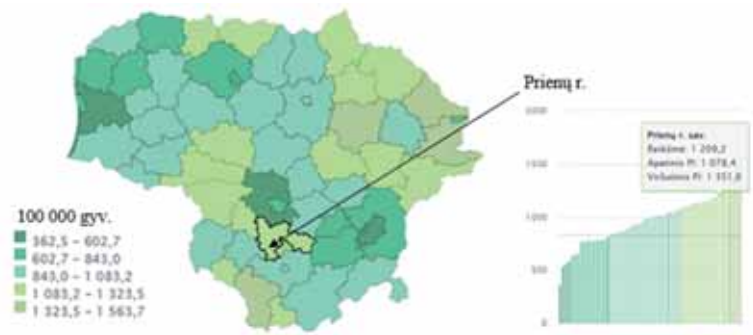 Prienų r.
100 000 gyv.
362,5 – 602,7
602,7 – 843,0
843,0 – 1 083,2
1 083,2 – 1 323,5
1 323,5 – 1 563,7
2000
1500
1000
500
0
Prienų r. sav.
Reikšmė: 1 209,2
Apatinis PI: 1 078,4
Viršutinis PI: 1 351,8